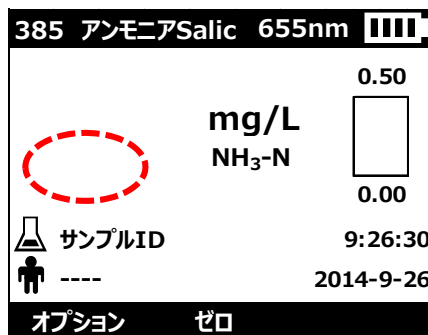 385 アンモニアSalic 655nm
0.50
mg/L
NH₃-N
0.00
サンプルID 9:26:30
---- 2014-9-26
オプション ゼロ